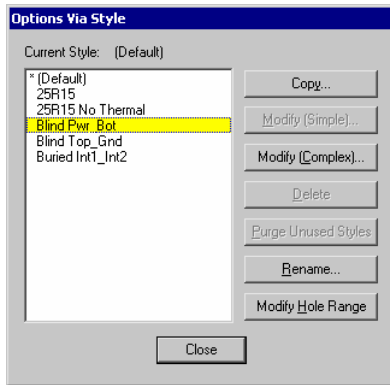 Options Via Style
Current Style: (Default)
* (Default)
25R15
25R15 No Thermal
Blind Pwr_Bot
Blind Top_Gnd
Buried Int1_Int2
Copy...
Modify (Simple)...
Modify (Complex)...
Delete
Purge Unused Styles
Rename...
Modify Hole Range
Close